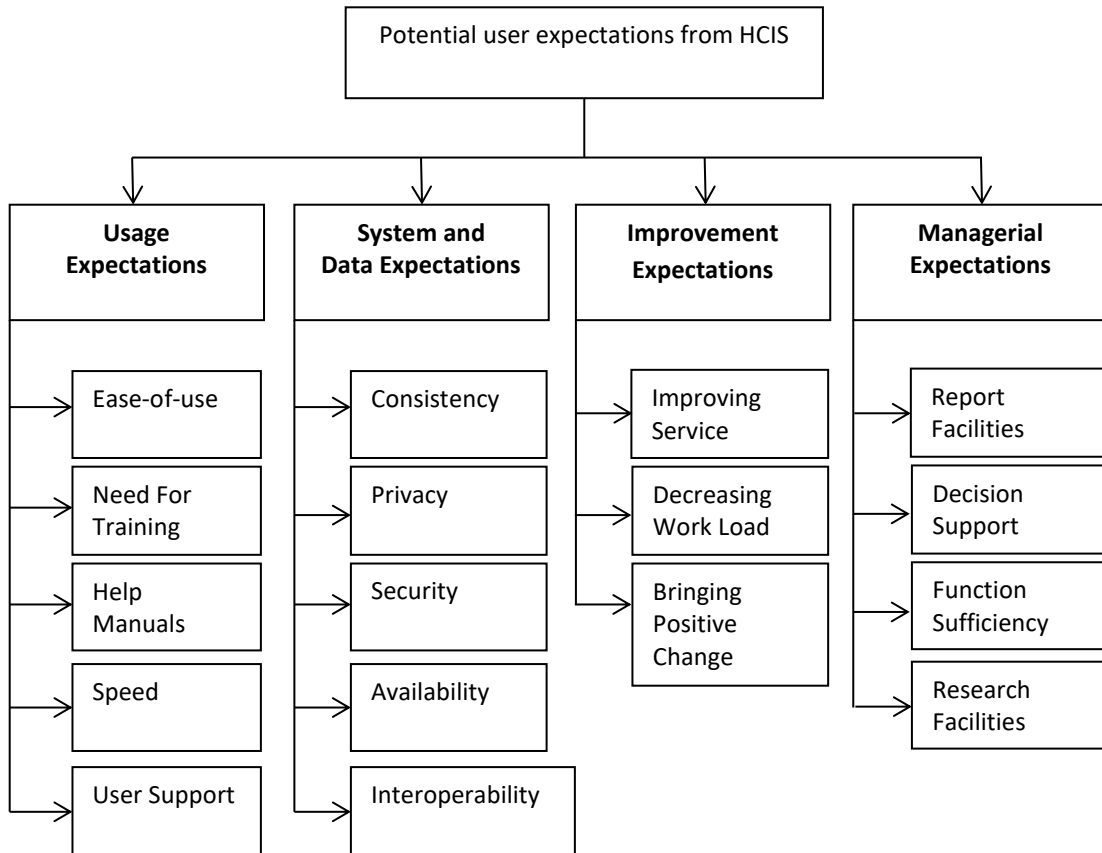 Potential user expectations from HCIS
Usage
Expectations
System and
Data Expectations
Improvement
Expectations
Managerial
Expectations
Ease-of-use
Need For
Training
Help
Manuals
Speed
User Support
Consistency
Privacy
Security
Availability
Interoperability
Improving
Service
Decreasing
Work Load
Bringing
Positive
Change
Report
Facilities
Decision
Support
Function
Sufficiency
Research
Facilities